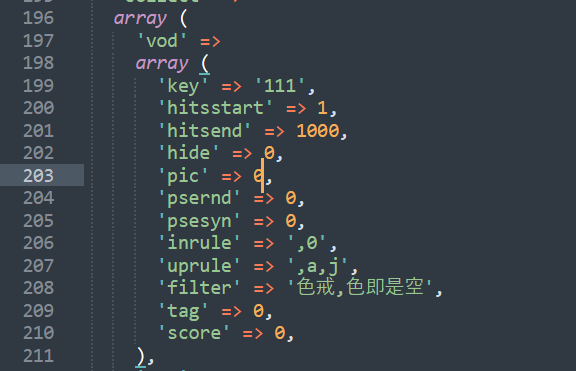 196 array (
197 'vod' =>
198 array (
199 'key' => '111',
200 'hitsstart' => 1,
201 'hitsend' => 1000,
202 'hide' => 0,
203 'pic' => 0,
204 'psernd' => 0,
205 'psesyn' => 0,
206 'inrule' => ',0',
207 'uprule' => ',a,j',
208 'filter' => '色戒,色即是空',
209 'tag' => 0,
210 'score' => 0,
211 ),